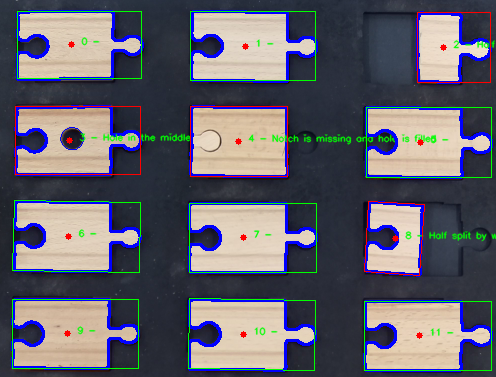 0 -
1 -
2 - Half
3 - Hole in the middle
4 - Notch is missing and hole is filled
5 -
6 -
7 -
8 - Half split by w
9 -
10 -
11 -